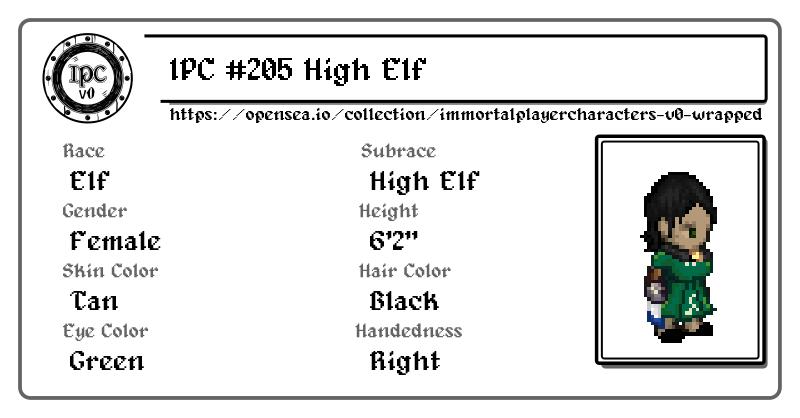 IPC
v0
IPC #205 High Elf
https://opensea.io/collection/immortalplayercharacters-v0-wrapped
Race
Subrace
Elf
High Elf
Gender
Height
Female
6'2"
Skin Color
Hair Color
Tan
Black
Eye Color
Handedness
Green
Right